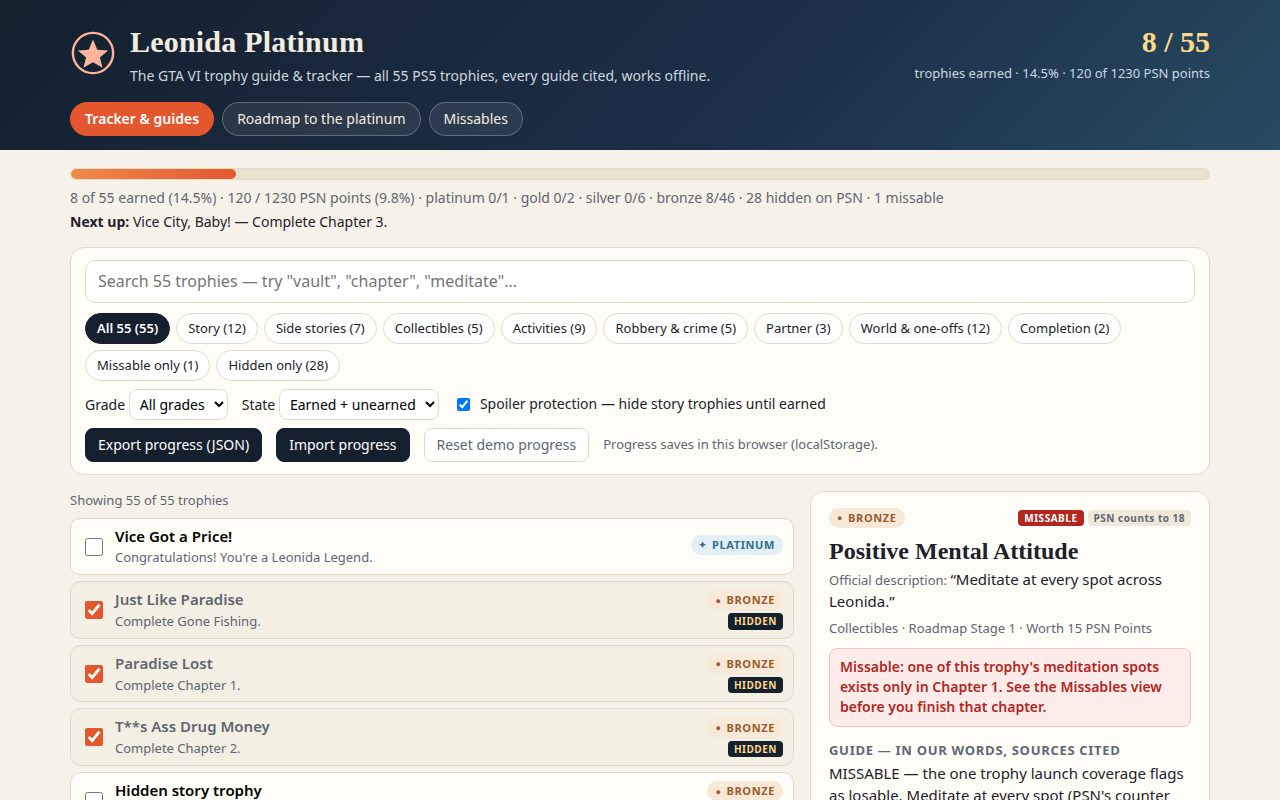 Leonida Platinum
The GTA VI trophy guide & tracker — all 55 PS5 trophies, every guide cited, works offline.
8 / 55
trophies earned · 14.5% · 120 of 1230 PSN points
Tracker & guides
Roadmap to the platinum
Missables
8 of 55 earned (14.5%) · 120 / 1230 PSN points (9.8%) · platinum 0/1 · gold 0/2 · silver 0/6 · bronze 8/46 · 28 hidden on PSN · 1 missable
Next up: Vice City, Baby! — Complete Chapter 3.
Search 55 trophies — try "vault", "chapter", "meditate"...
All 55 (55)
Story (12)
Side stories (7)
Collectibles (5)
Activities (9)
Robbery & crime (5)
Partner (3)
World & one-offs (12)
Completion (2)
Missable only (1)
Hidden only (28)
Grade All grades State Earned + unearned Spoiler protection — hide story trophies until earned
Export progress (JSON)
Import progress
Reset demo progress
Progress saves in this browser (localStorage).
Showing 55 of 55 trophies
Vice Got a Price!
Congratulations! You're a Leonida Legend.
✦ PLATINUM
Just Like Paradise
Complete Gone Fishing.
• BRONZE
HIDDEN
Paradise Lost
Complete Chapter 1.
• BRONZE
HIDDEN
T**s Ass Drug Money
Complete Chapter 2.
• BRONZE
HIDDEN
Hidden story trophy
• BRONZE
• BRONZE
MISSABLE
PSN counts to 18
Positive Mental Attitude
Official description: “Meditate at every spot across
Leonida.”
Collectibles · Roadmap Stage 1 · Worth 15 PSN Points
Missable: one of this trophy's meditation spots
exists only in Chapter 1. See the Missables view
before you finish that chapter.
GUIDE — IN OUR WORDS, SOURCES CITED
MISSABLE — the one trophy launch coverage flags
as losable. Meditate at every spot (PSN's counter